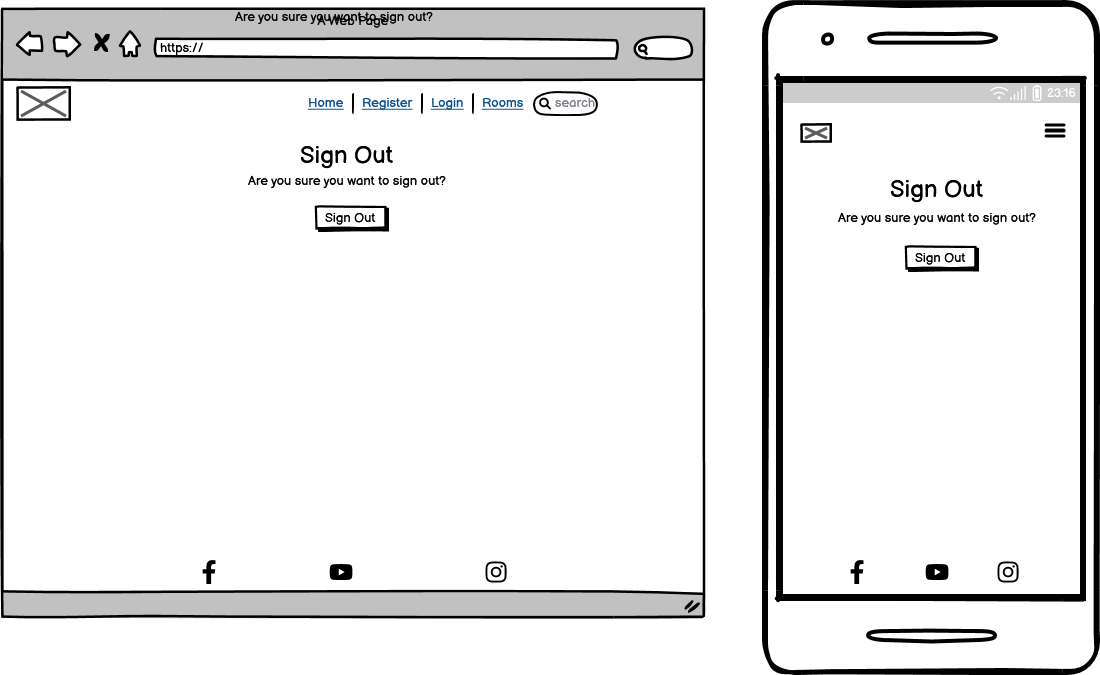 Are you sure you want to sign out?
A Web Page
https://
Home Register Login Rooms search
Sign Out
Are you sure you want to sign out?
Sign Out
23:16
Sign Out
Are you sure you want to sign out?
Sign Out